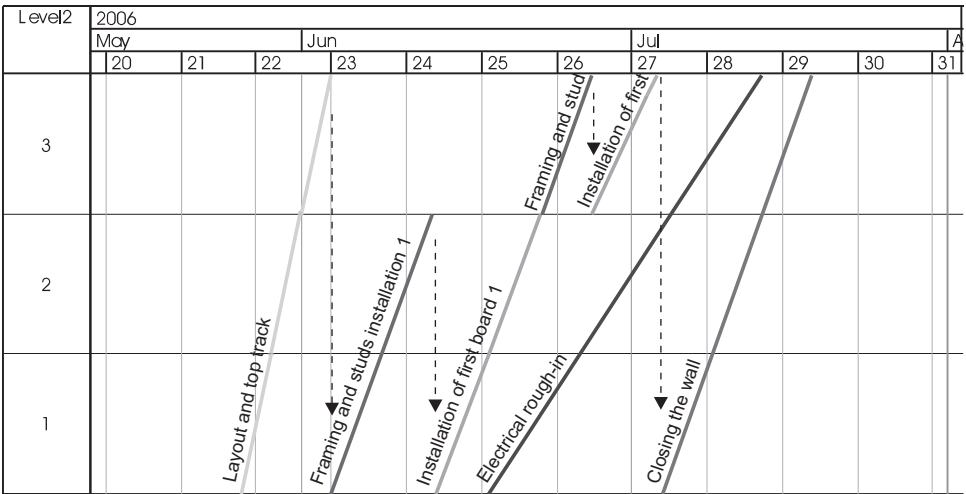 Level2 2006
May Jun Jul A
20 21 22 23 24 25 26 27 28 29 30 31
3
2
1
Layout and top track
Framing and studs installation 1
Installation of first board 1
Framing and stud
Installation of first
Electrical rough-in
Closing the wall